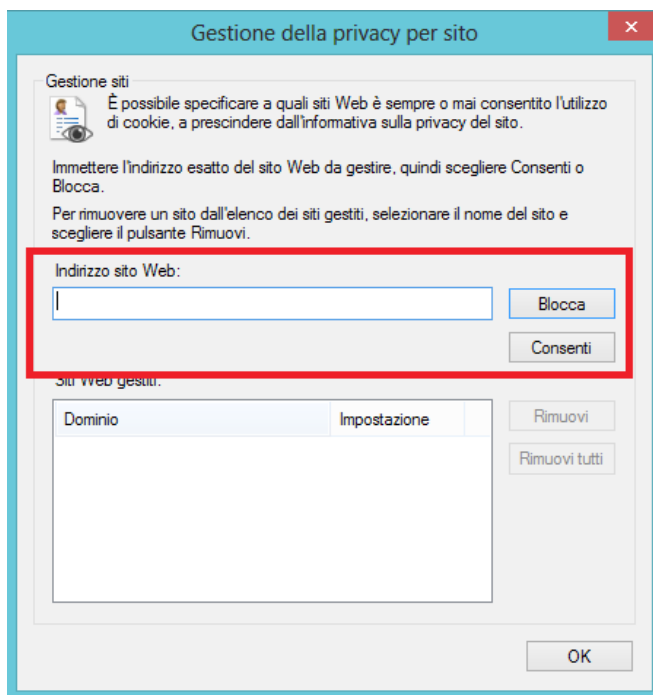 Gestione della privacy per sito
Gestione siti
È possibile specificare a quali siti Web è sempre o mai consentito l'utilizzo
di cookie, a prescindere dall'informativa sulla privacy del sito.
Immettere l'indirizzo esatto del sito Web da gestire, quindi scegliere Consenti o
Blocca.
Per rimuovere un sito dall'elenco dei siti gestiti, selezionare il nome del sito e
scegliere il pulsante Rimuovi.
Indirizzo sito Web:
Blocca
Consenti
Siti Web gestiti:
Dominio Impostazione
Rimuovi
Rimuovi tutti
OK